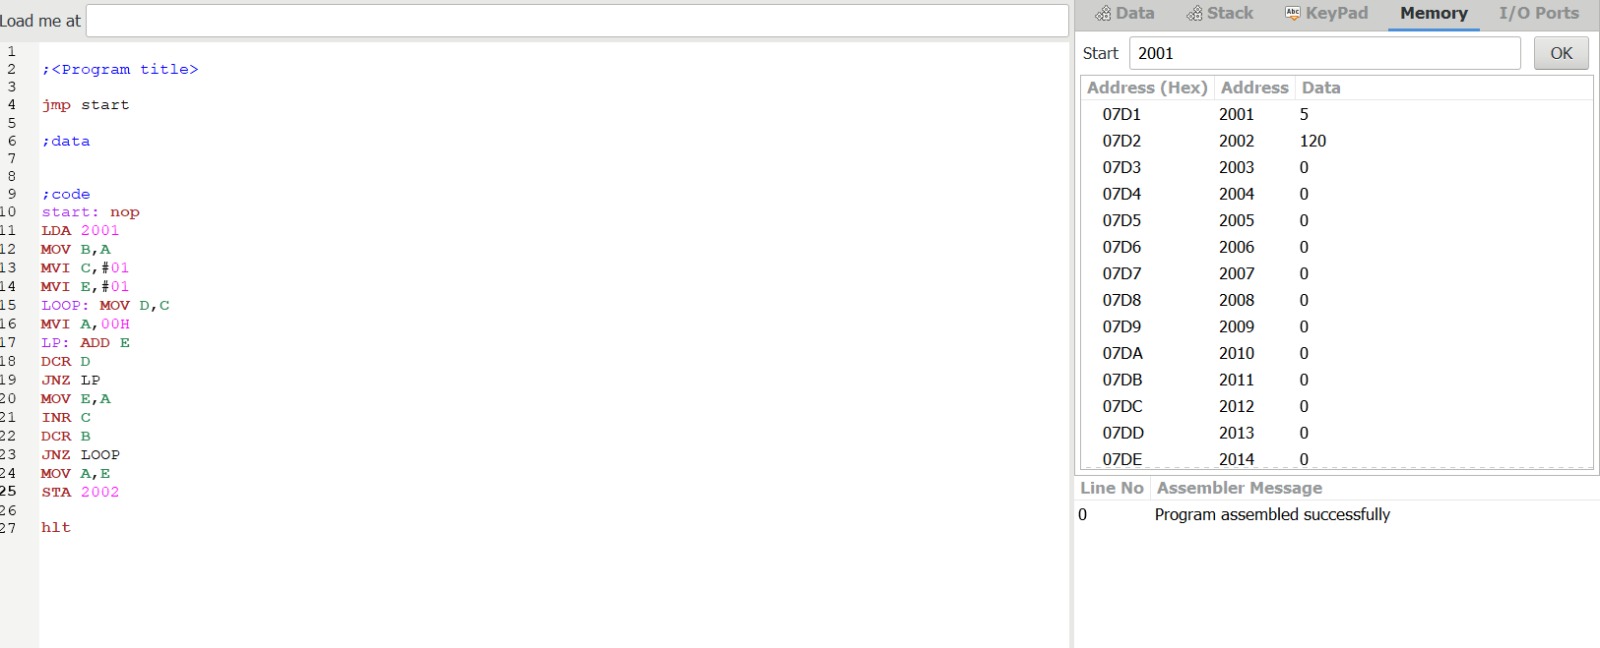 Load me at
1
2 ;<Program title>
3
4 jmp start
5
6 ;data
7
8
9 ;code
10 start: nop
11 LDA 2001
12 MOV B,A
13 MVI C,#01
14 MVI E,#01
15 LOOP: MOV D,C
16 MVI A,00H
17 LP: ADD E
18 DCR D
19 JNZ LP
20 MOV E,A
21 INR C
22 DCR B
23 JNZ LOOP
24 MOV A,E
25 STA 2002
26
27 hlt
Data Stack Abc KeyPad Memory I/O Ports
Start 2001 OK
Address (Hex) Address Data
07D1 2001 5
07D2 2002 120
07D3 2003 0
07D4 2004 0
07D5 2005 0
07D6 2006 0
07D7 2007 0
07D8 2008 0
07D9 2009 0
07DA 2010 0
07DB 2011 0
07DC 2012 0
07DD 2013 0
07DE 2014 0
Line No Assembler Message
0 Program assembled successfully